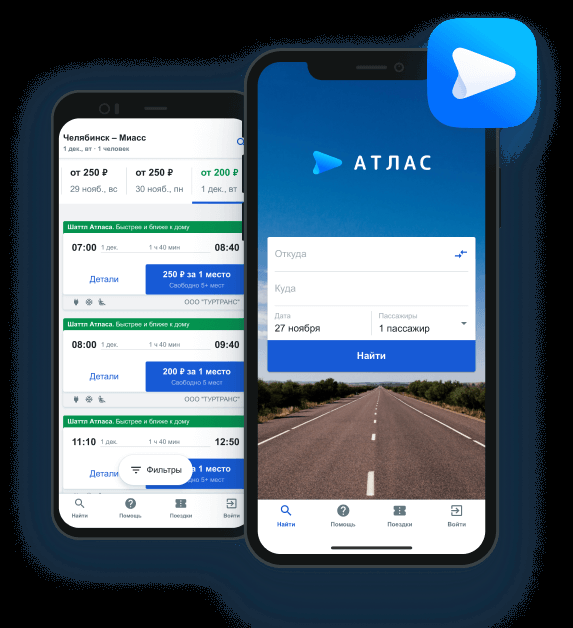 Челябинск – Миасс
1 дек., вт · 1 человек
от 250 ₽
29 нояб., вс
от 250 ₽
30 нояб., пн
от 200 ₽
1 дек., вт
Шаттл Атласа. Быстрее и ближе к дому
07:00 1 дек. 1 ч 40 мин 08:40
Детали
250 ₽ за 1 место
Свободно 5+ мест
ООО "ТУРТРАНС"
Шаттл Атласа. Быстрее и ближе к дому
08:00 1 дек. 1 ч 40 мин 09:40
Детали
200 ₽ за 1 место
Свободно 5 мест
ООО "ТУРТРАНС"
Шаттл Атласа. Быстрее и ближе к дому
11:10 1 дек. 1 ч 40 мин 12:50
Детали
за 1 место
5+ мест
Фильтры
Найти Помощь Поездки Войти
АТЛАС
Откуда
Куда
Дата
27 ноября
Пассажиры
1 пассажир
Найти
Найти Помощь Поездки Войти